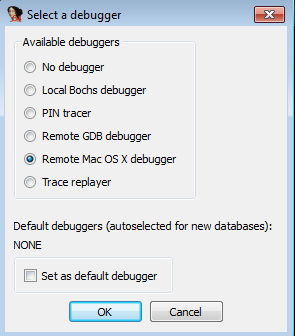 Select a debugger
Available debuggers
No debugger
Local Bochs debugger
PIN tracer
Remote GDB debugger
Remote Mac OS X debugger
Trace replayer
Default debuggers (autoselected for new databases):
NONE
Set as default debugger
OK
Cancel